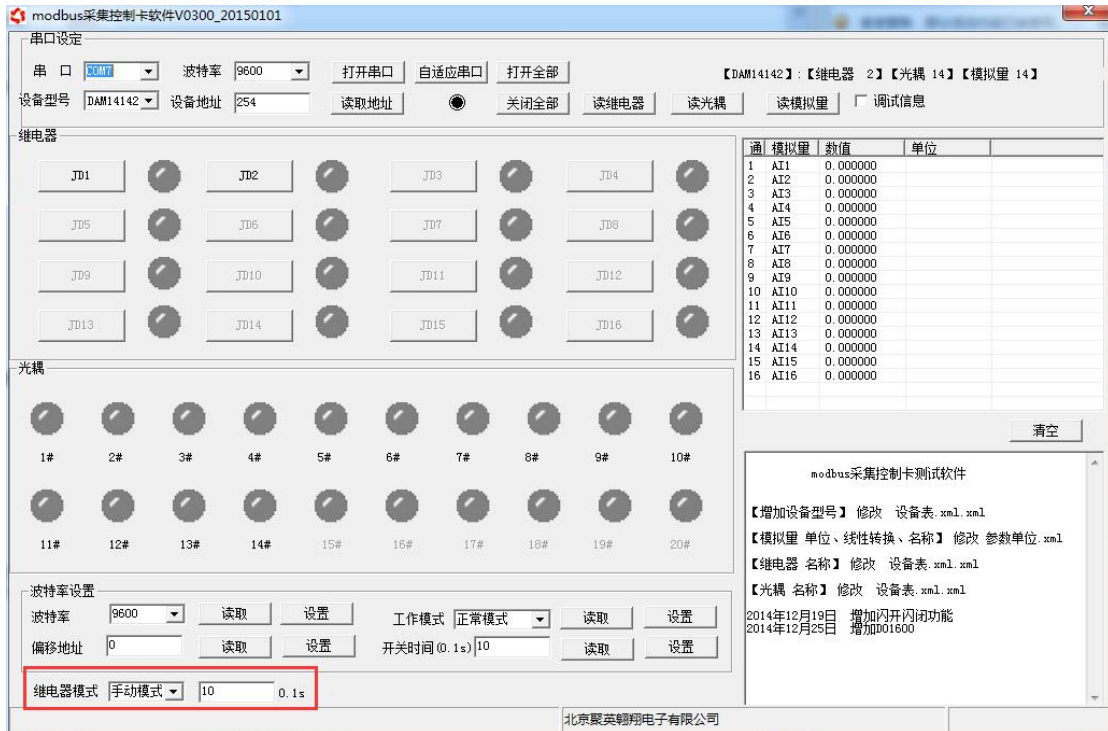 modbus采集控制卡软件V0300_20150101
串口设定
串 口 COM7 波特率 9600 打开串口 自适应串口 打开全部
【DAM14142】:【继电器 2】【光耦 14】【模拟量 14】
设备型号 DAM14142 设备地址 254 读取地址 关闭全部 读继电器 读光耦 读模拟量 调试信息
继电器
JD1 JD2 JD3 JD4
JD5 JD6 JD7 JD8
JD9 JD10 JD11 JD12
JD13 JD14 JD15 JD16
通 模拟量 数值 单位
1 AI1 0.000000
2 AI2 0.000000
3 AI3 0.000000
4 AI4 0.000000
5 AI5 0.000000
6 AI6 0.000000
7 AI7 0.000000
8 AI8 0.000000
9 AI9 0.000000
10 AI10 0.000000
11 AI11 0.000000
12 AI12 0.000000
13 AI13 0.000000
14 AI14 0.000000
15 AI15 0.000000
16 AI16 0.000000
光耦
1# 2# 3# 4# 5# 6# 7# 8# 9# 10#
11# 12# 13# 14# 15# 16# 17# 18# 19# 20#
清空
modbus采集控制卡测试软件
【增加设备型号】 修改 设备表.xml.xml
【模拟量 单位、线性转换、名称】 修改 参数单位.xml
【继电器 名称】 修改 设备表.xml.xml
【光耦 名称】 修改 设备表.xml.xml
2014年12月19日 增加闪开闪闭功能
2014年12月25日 增加DO1600
波特率设置
波特率 9600 读取 设置 工作模式 正常模式 读取 设置
偏移地址 0 读取 设置 开关时间(0.1s) 10 读取 设置
继电器模式 手动模式 10 0.1s
北京聚英翱翔电子有限公司